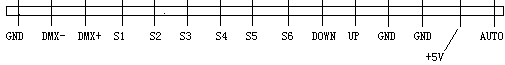 GND DMX- DMX+ S1 S2 S3 S4 S5 S6 DOWN UP GND GND +5V AUTO